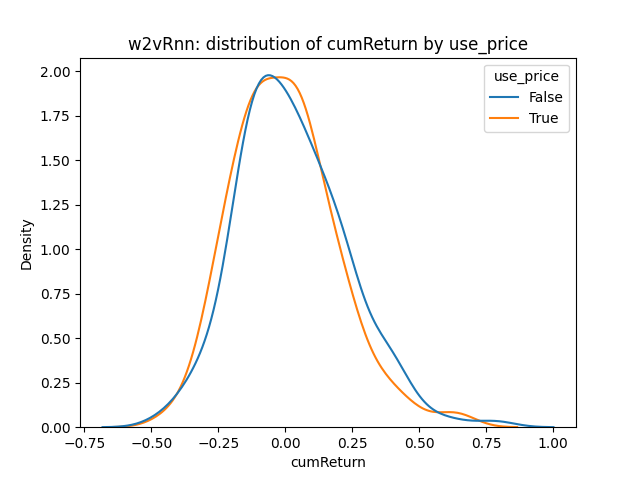 w2vRnn: distribution of cumReturn by use_price
use_price
False
True
Density
2.00
1.75
1.50
1.25
1.00
0.75
0.50
0.25
0.00
−0.75
−0.50
−0.25
0.00
0.25
0.50
0.75
1.00
cumReturn